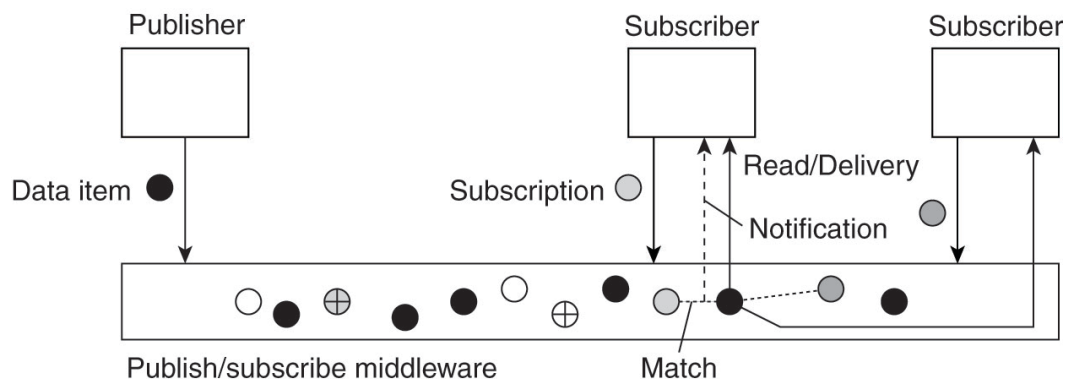 Publisher
Subscriber
Subscriber
Data item
Subscription
Read/Delivery
Notification
Publish/subscribe middleware
Match